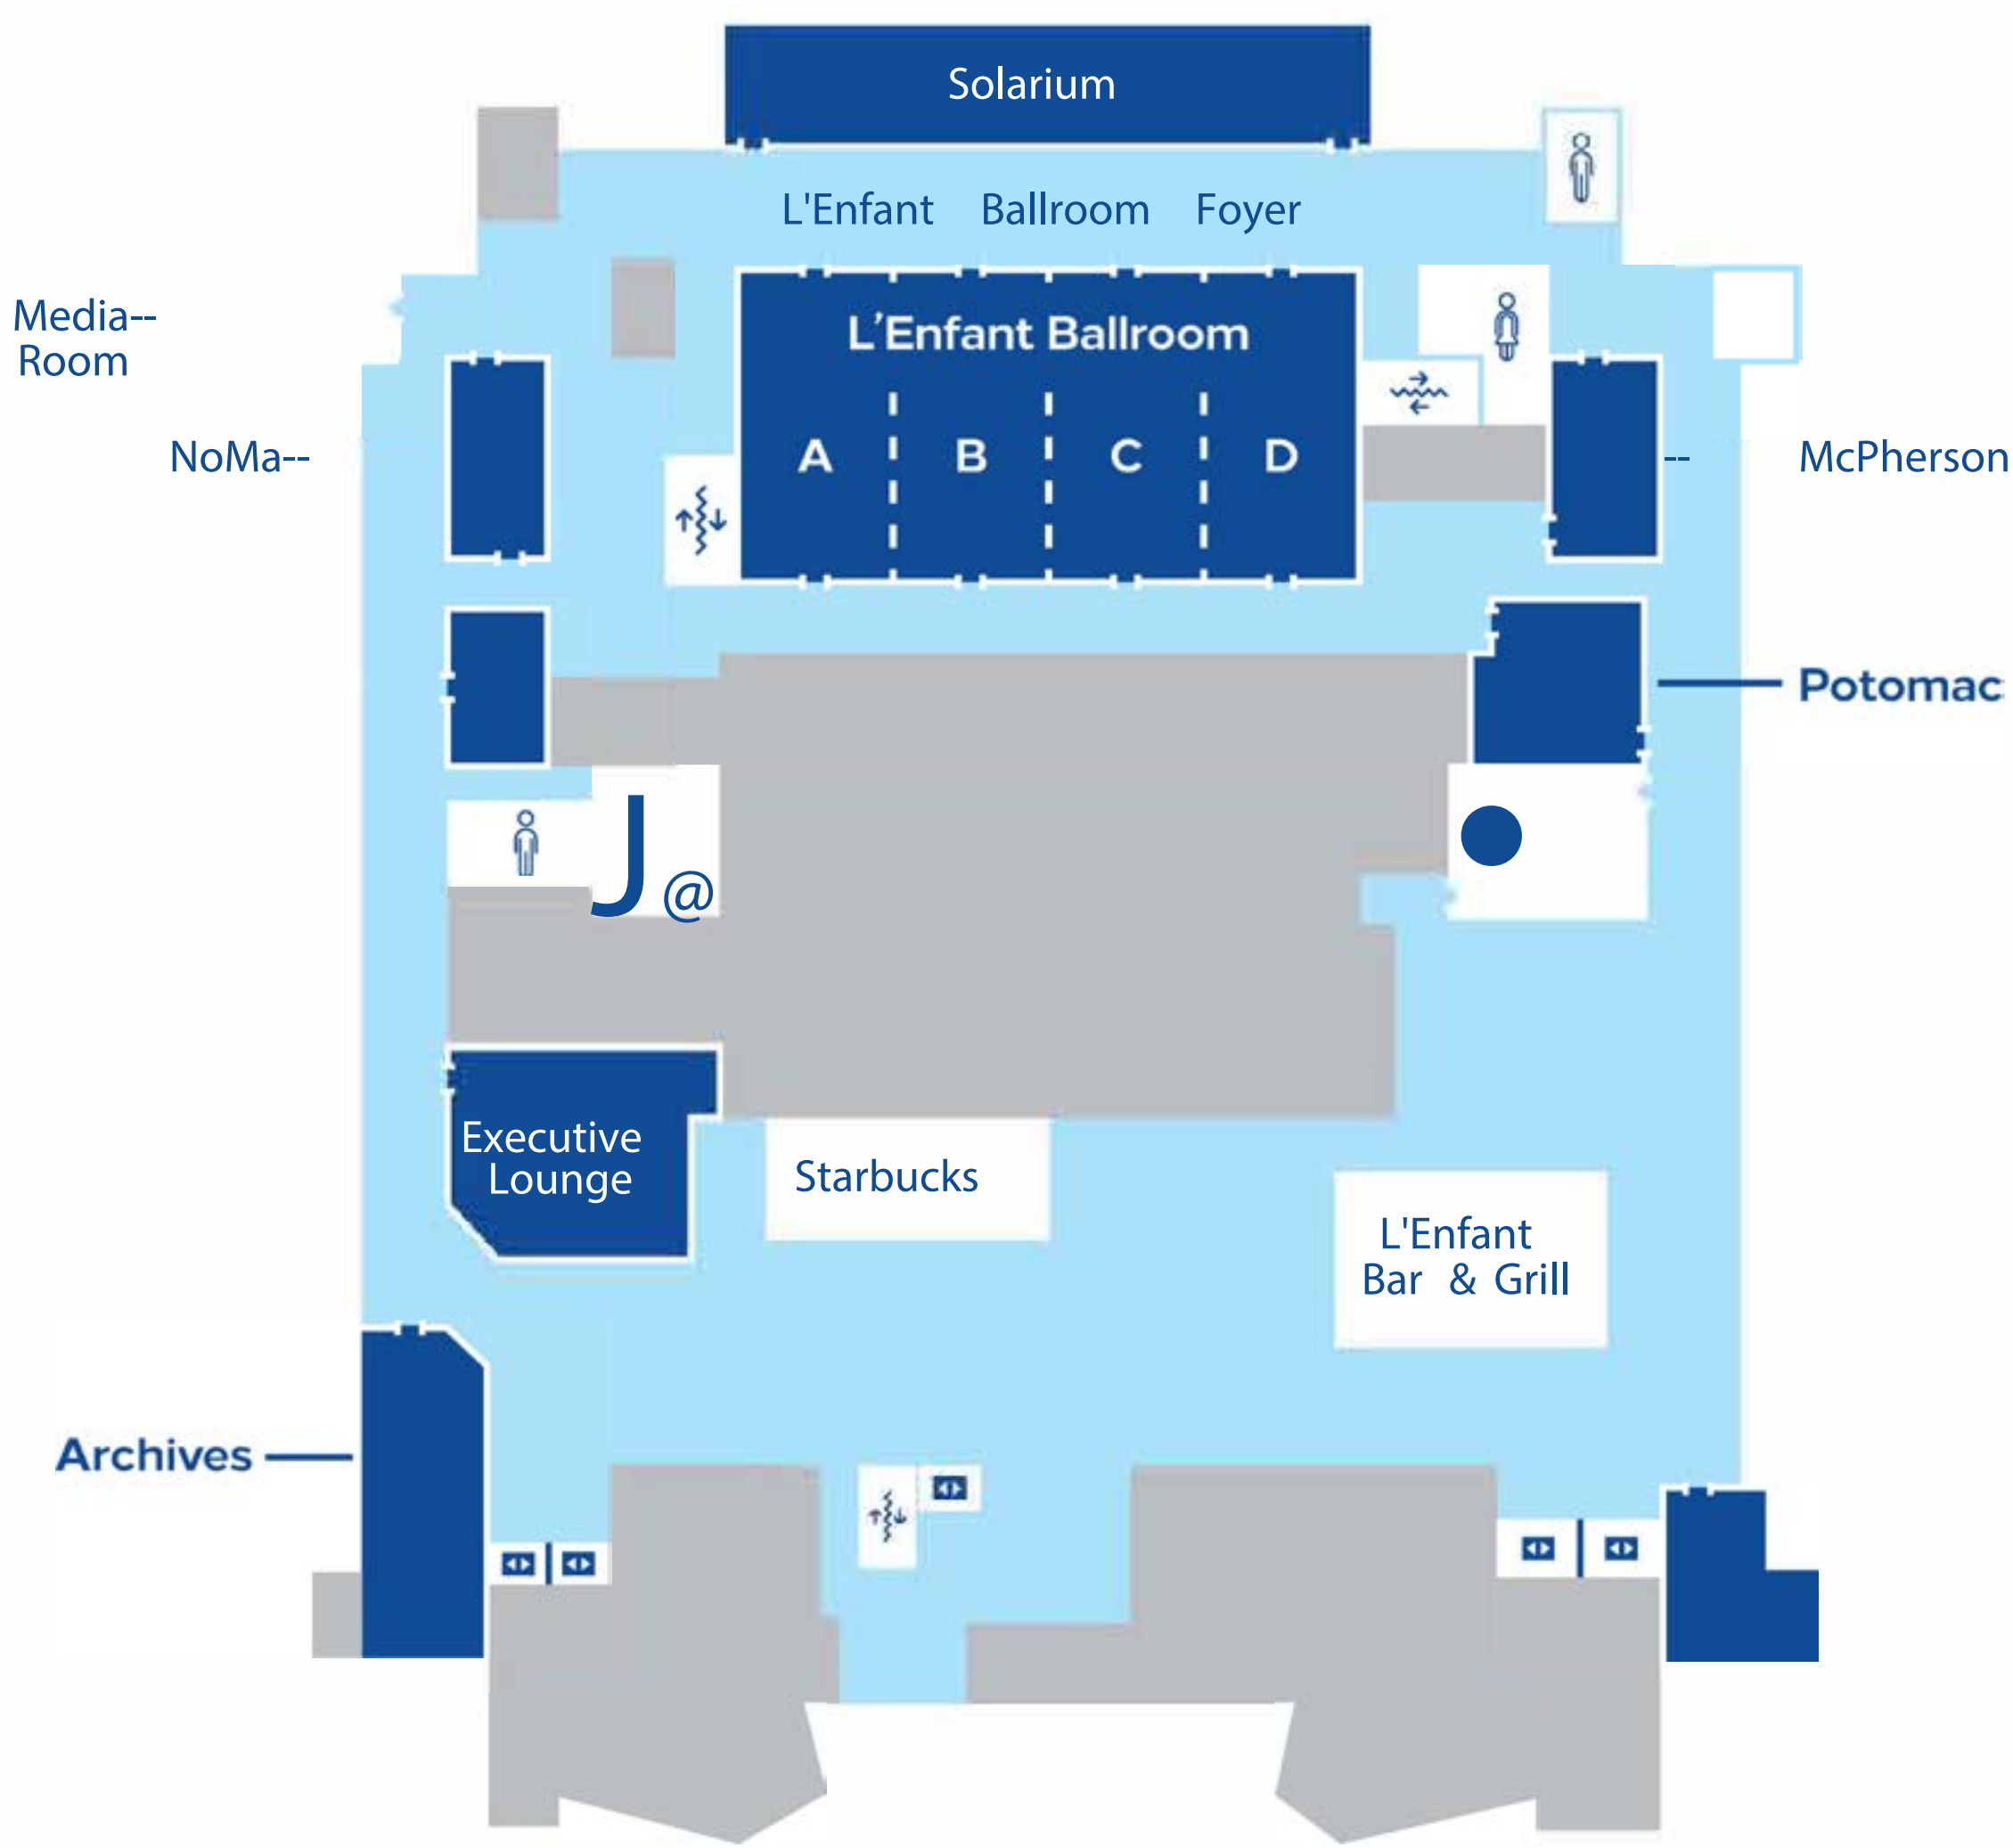 Solarium
L'Enfant Ballroom Foyer
Media--
Room
L'Enfant Ballroom
NoMa--
A B C D
-- McPherson
Potomac
J @
Executive
Lounge
Starbucks
L'Enfant
Bar & Grill
Archives